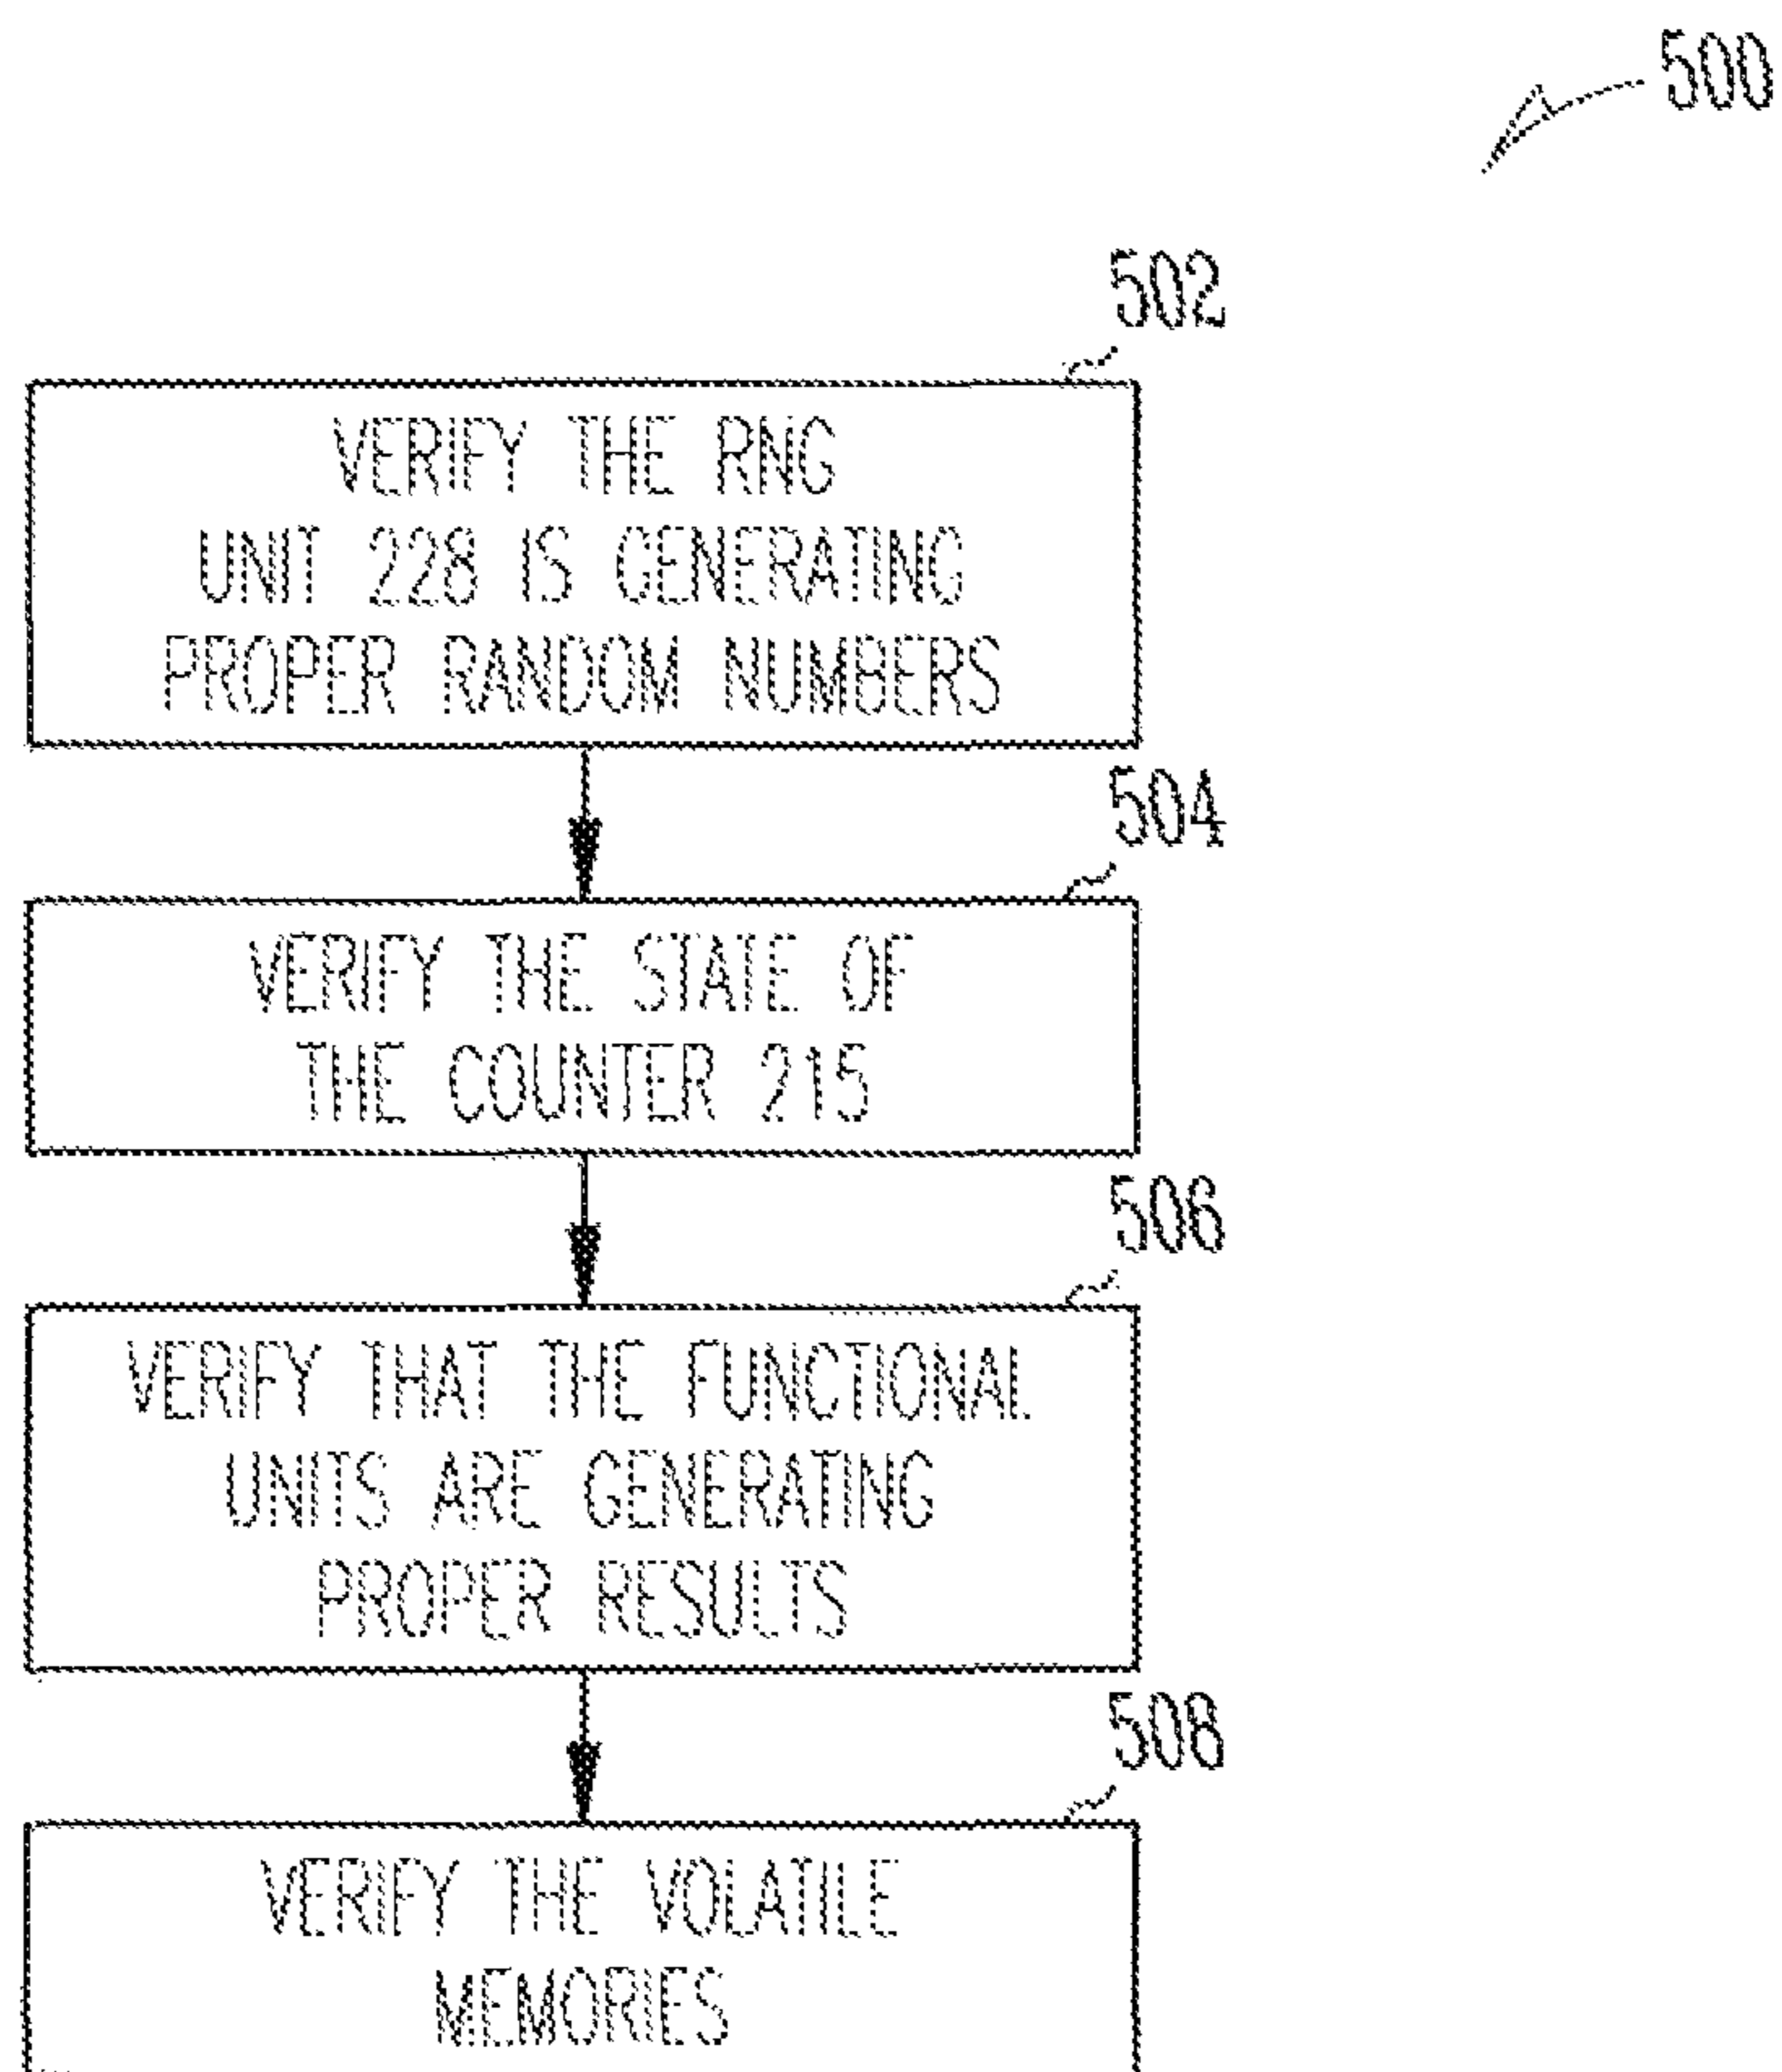 500
502
VERIFY THE RNG
UNIT 228 IS GENERATING
PROPER RANDOM NUMBERS
504
VERIFY THE STATE OF
THE COUNTER 215
506
VERIFY THAT THE FUNCTIONAL
UNITS ARE GENERATING
PROPER RESULTS
508
VERIFY THE VOLATILE
MEMORIES